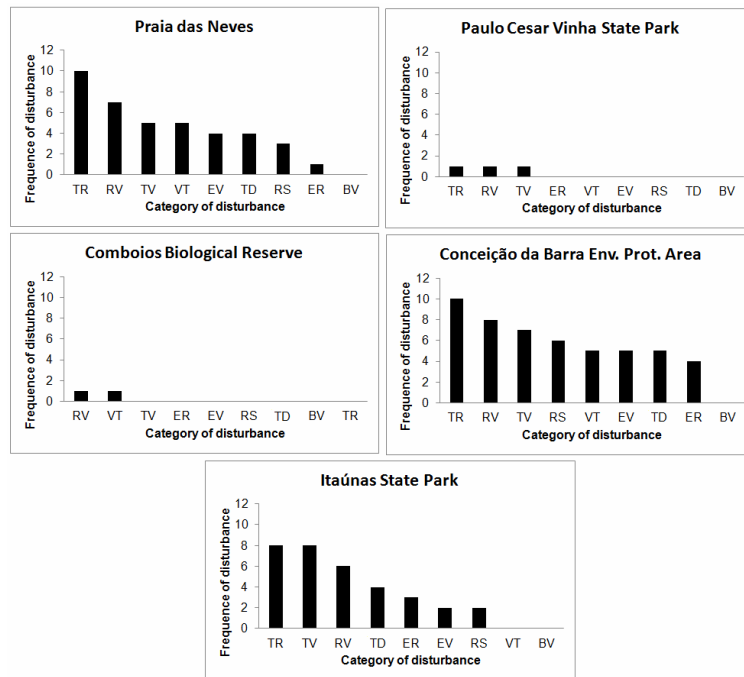 Praia das Neves
Frequence of disturbance
12
10
8
6
4
2
0
TR RV TV VT EV TD RS ER BV
Category of disturbance
Paulo Cesar Vinha State Park
Frequence of disturbance
12
10
8
6
4
2
0
TR RV TV ER VT EV RS TD BV
Category of disturbance
Comboios Biological Reserve
Frequence of disturbance
12
10
8
6
4
2
0
RV VT TV ER EV RS TD BV TR
Category of disturbance
Conceição da Barra Env. Prot. Area
Frequence of disturbance
12
10
8
6
4
2
0
TR RV TV RS VT EV TD ER BV
Category of disturbance
Itaúnas State Park
Frequence of disturbance
12
10
8
6
4
2
0
TR TV RV TD ER EV RS VT BV
Category of disturbance